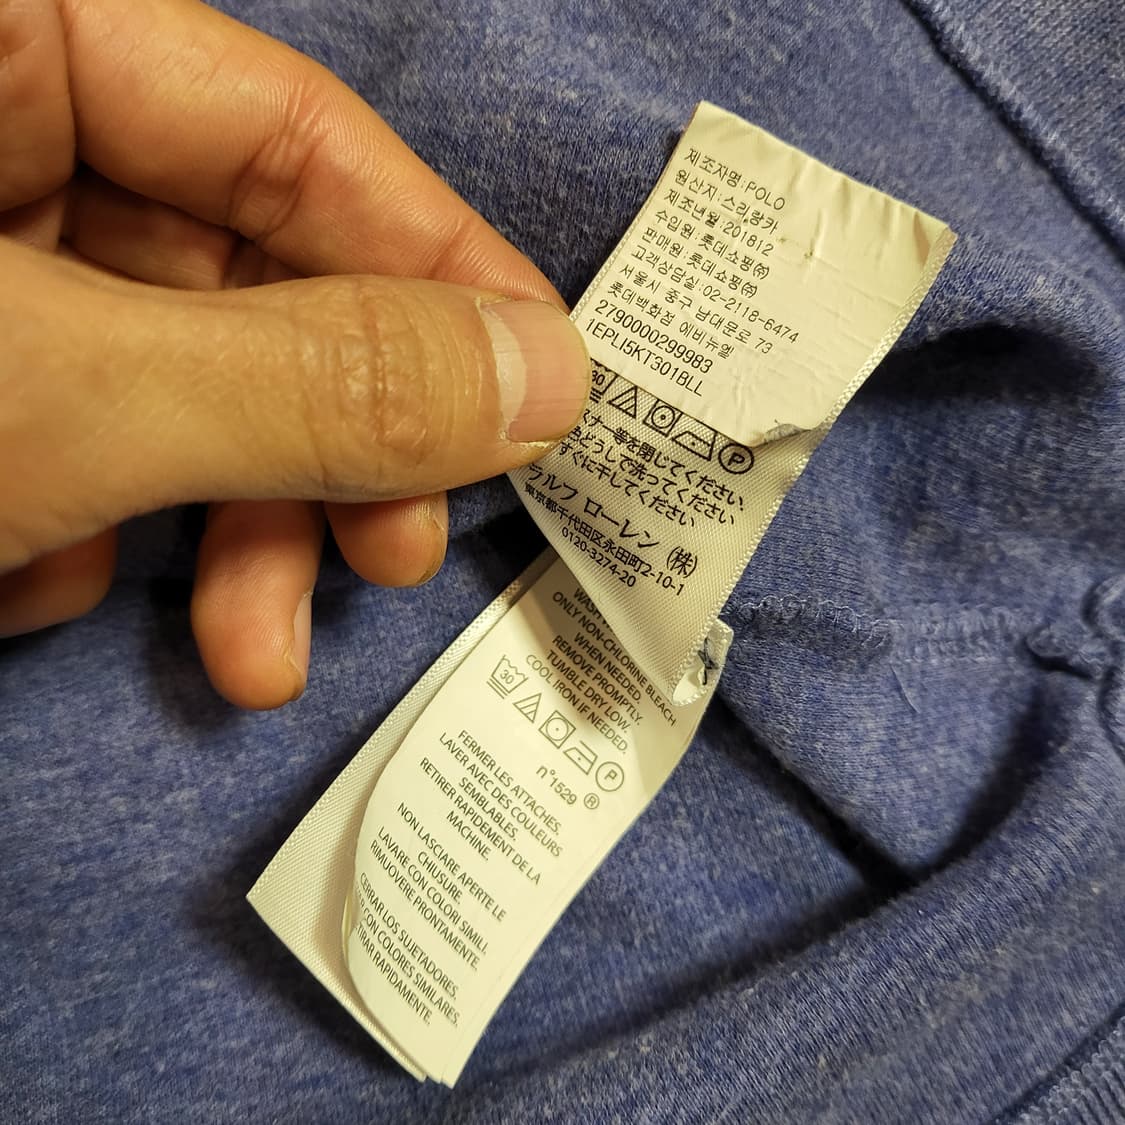 제조자명:POLO
원산지:스리랑카
제조년월:201812
수입원:롯데쇼핑㈜
판매원:롯데쇼핑㈜
고객상담실:02-2118-6474
서울시 중구 남대문로 73
롯데백화점 에비뉴엘
2790000299983
1EPLI5KT301BLL
30
P
等を閉じてください.
どうしで洗ってください
すぐに干してください
ラルフ ローレン (株)
東京都千代田区永田町2-10-1
0120-3274-20
WASH
ONLY NON-CHLORINE BLEACH
WHEN NEEDED.
REMOVE PROMPTLY.
TUMBLE DRY LOW.
COOL IRON IF NEEDED.
30
P
n°1529 ®
FERMER LES ATTACHES.
LAVER AVEC DES COULEURS
SEMBLABLES.
RETIRER RAPIDEMENT DE LA
MACHINE.
NON LASCIARE APERTE LE
CHIUSURE.
LAVARE CON COLORI SIMILI.
RIMUOVERE PRONTAMENTE.
CERRAR LOS SUJETADORES.
CON COLORES SIMILARES.
RAPIDAMENTE.